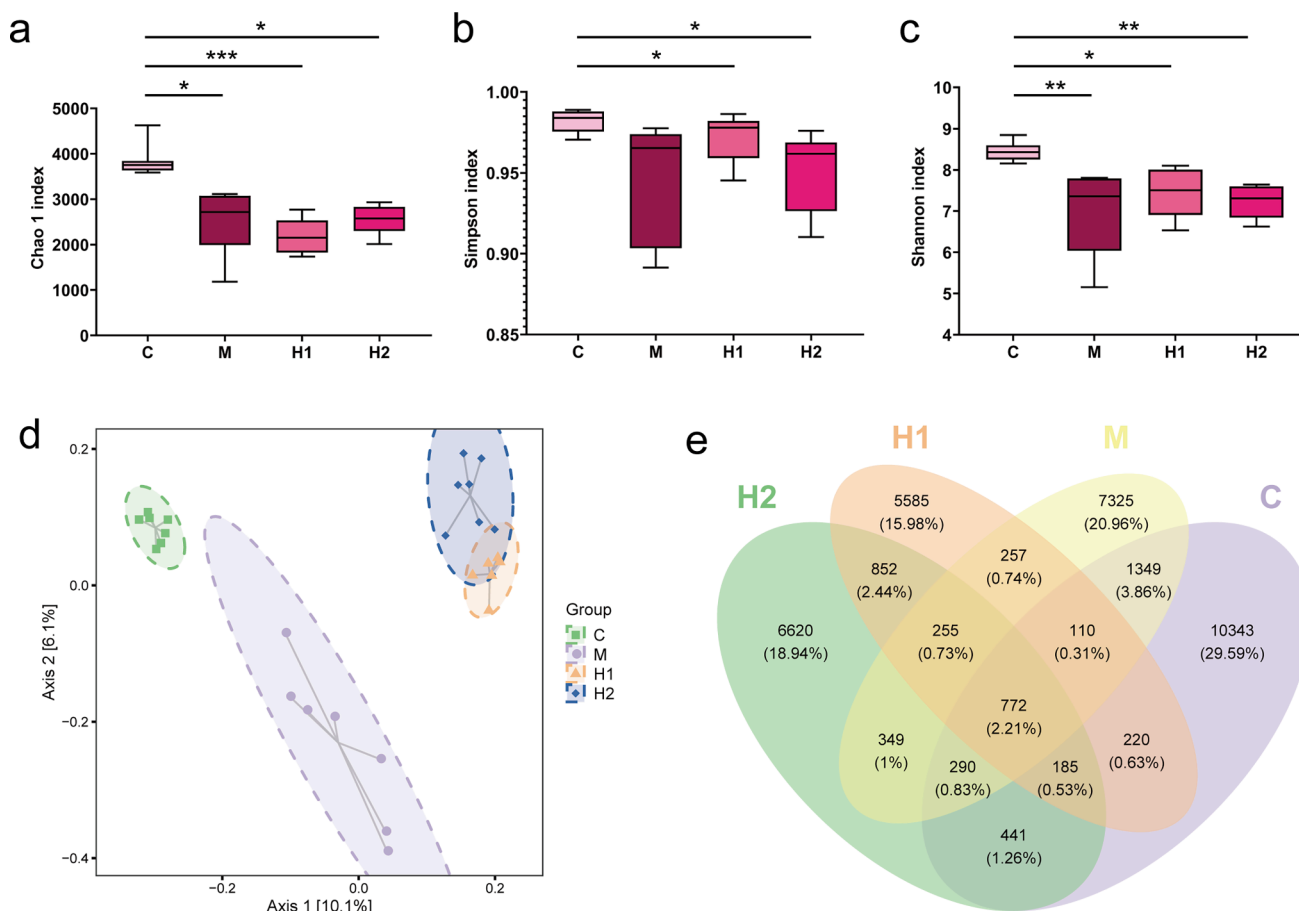 a
*
***
*
Chao 1 index
5000
4000
3000
2000
1000
0
C M H1 H2
b
*
*
Simpson index
1.00
0.95
0.90
0.85
C M H1 H2
c
**
*
**
Shannon index
10
9
8
7
6
5
4
C M H1 H2
d
Axis 2 [6.1%]
0.2
0.0
−0.2
−0.4
−0.2 0.0 0.2
Axis 1 [10.1%]
Group
C
M
H1
H2
e
H1 M
H2 C
5585
(15.98%)
7325
(20.96%)
257
(0.74%)
852
(2.44%)
1349
(3.86%)
6620
(18.94%)
255
(0.73%)
110
(0.31%)
10343
(29.59%)
772
(2.21%)
349
(1%)
220
(0.63%)
290
(0.83%)
185
(0.53%)
441
(1.26%)